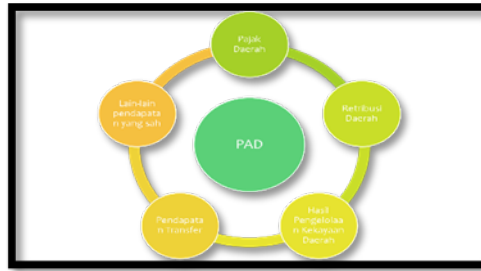 Pajak
Daerah
Retribusi
Daerah
Hasil
Pengelolaa
n Kekayaan
Daerah
Pendapata
n Transfer
Lain-lain
pendapata
n yang sah
PAD